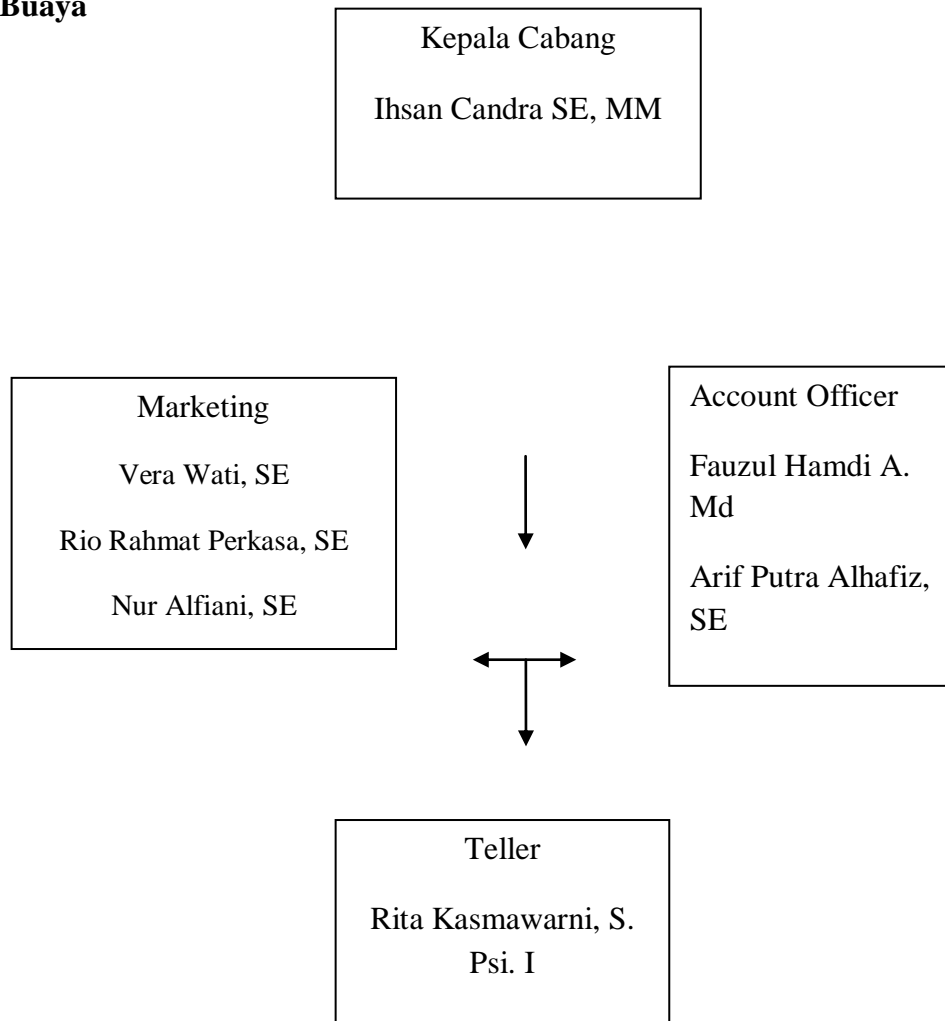 Buaya
Kepala Cabang
Ihsan Candra SE, MM
Marketing
Vera Wati, SE
Rio Rahmat Perkasa, SE
Nur Alfiani, SE
Account Officer
Fauzul Hamdi A.
Md
Arif Putra Alhafiz,
SE
Teller
Rita Kasmawarni, S.
Psi. I